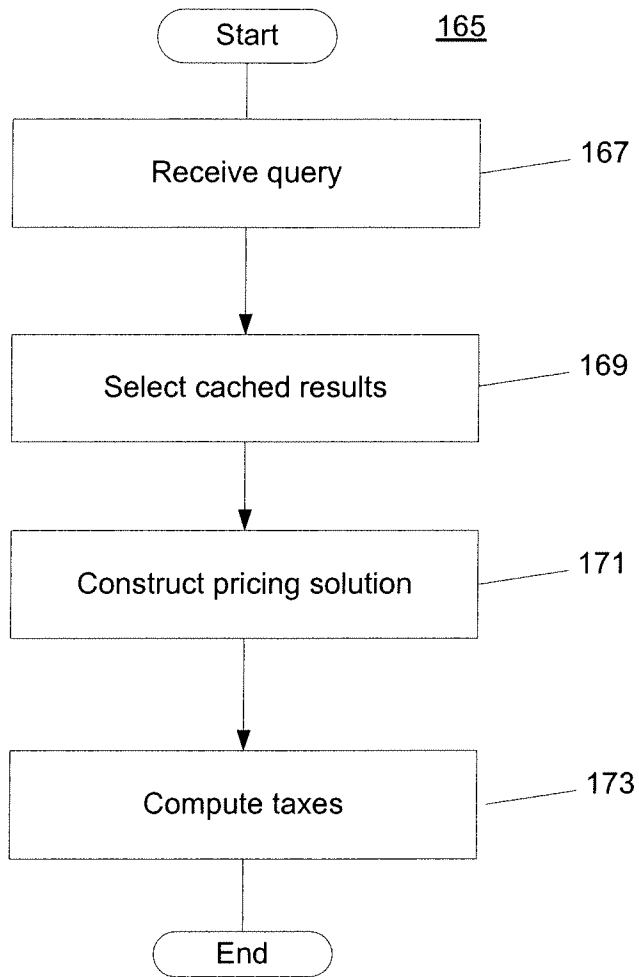 Start
165
Receive query
167
Select cached results
169
Construct pricing solution
171
Compute taxes
173
End